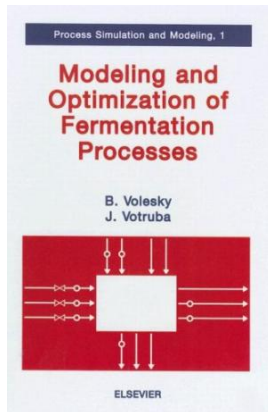 Process Simulation and Modeling, 1
Modeling and
Optimization of
Fermentation
Processes
B. Volesky
J. Votruba
ELSEVIER